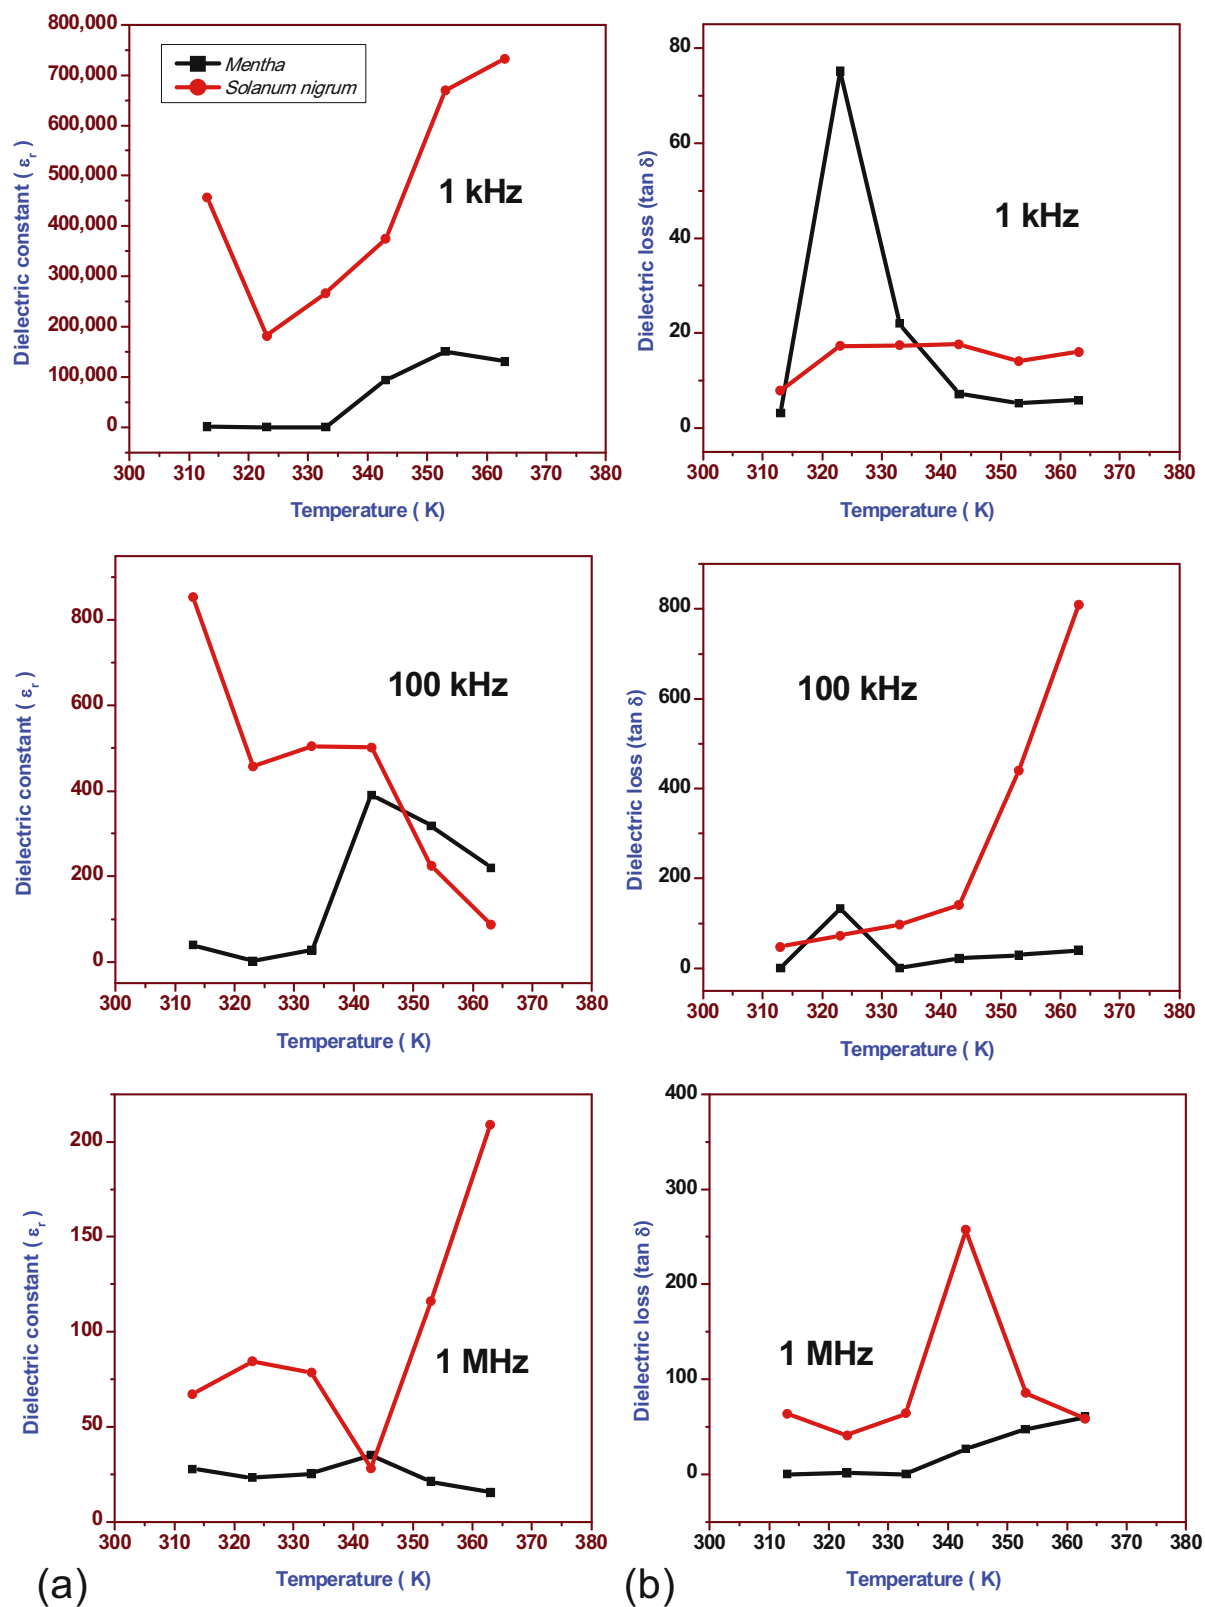 800,000
700,000
600,000
500,000
400,000
300,000
200,000
100,000
0
300 310 320 330 340 350 360 370 380
Dielectric constant ( εr )
Temperature ( K)
Mentha
Solanum nigrum
1 kHz
80
60
40
20
0
300 310 320 330 340 350 360 370 380
Dielectric loss (tan δ)
Temperature ( K)
1 kHz
800
600
400
200
0
300 310 320 330 340 350 360 370 380
Dielectric constant ( εr )
Temperature ( K)
100 kHz
800
600
400
200
0
300 310 320 330 340 350 360 370 380
Dielectric loss (tan δ)
Temperature ( K)
100 kHz
200
150
100
50
0
300 310 320 330 340 350 360 370 380
Dielectric constant ( εr )
Temperature ( K)
1 MHz
(a)
400
300
200
100
0
300 310 320 330 340 350 360 370 380
Dielectric loss (tan δ)
Temperature ( K)
1 MHz
(b)